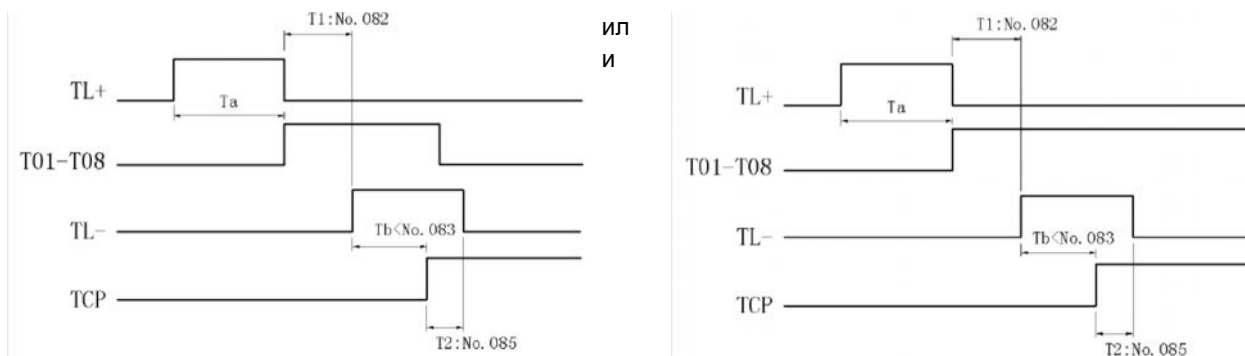 T1:No.082
TL+
Ta
T01-T08
TL-
Tb<No.083
TCP
T2:No.085
ил
и
T1:No.082
TL+
Ta
T01-T08
TL-
Tb<No.083
TCP
T2:No.085